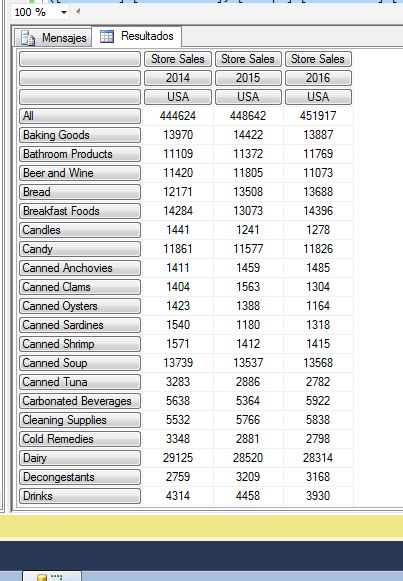 100 %
Mensajes Resultados
Store Sales Store Sales Store Sales
2014 2015 2016
USA USA USA
All 444624 448642 451917
Baking Goods 13970 14422 13887
Bathroom Products 11109 11372 11769
Beer and Wine 11420 11805 11073
Bread 12171 13508 13688
Breakfast Foods 14284 13073 14396
Candles 1441 1241 1278
Candy 11861 11577 11826
Canned Anchovies 1411 1459 1485
Canned Clams 1404 1563 1304
Canned Oysters 1423 1388 1164
Canned Sardines 1540 1180 1318
Canned Shrimp 1571 1412 1415
Canned Soup 13739 13537 13568
Canned Tuna 3283 2886 2782
Carbonated Beverages 5638 5364 5922
Cleaning Supplies 5532 5766 5838
Cold Remedies 3348 2881 2798
Dairy 29125 28520 28314
Decongestants 2759 3209 3168
Drinks 4314 4458 3930